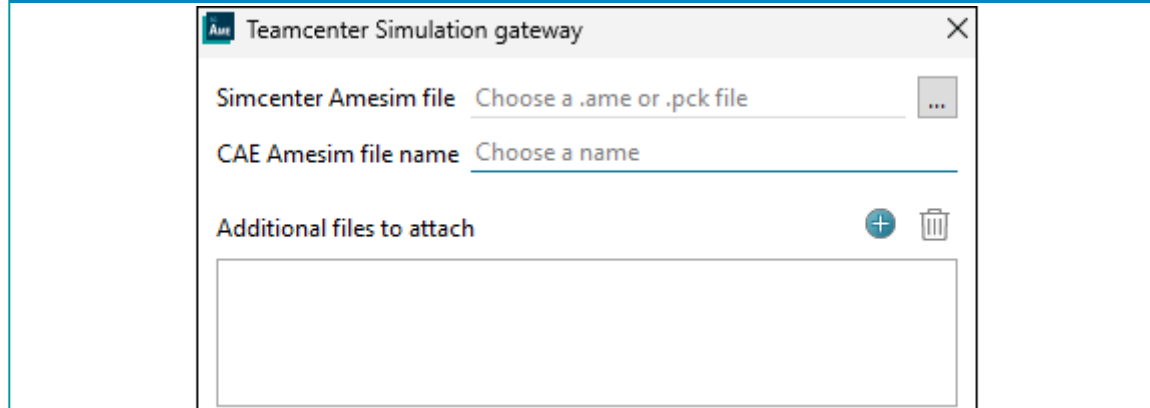 AME Teamcenter Simulation gateway
Simcenter Amesim file Choose a .ame or .pck file ...
CAE Amesim file name Choose a name
Additional files to attach